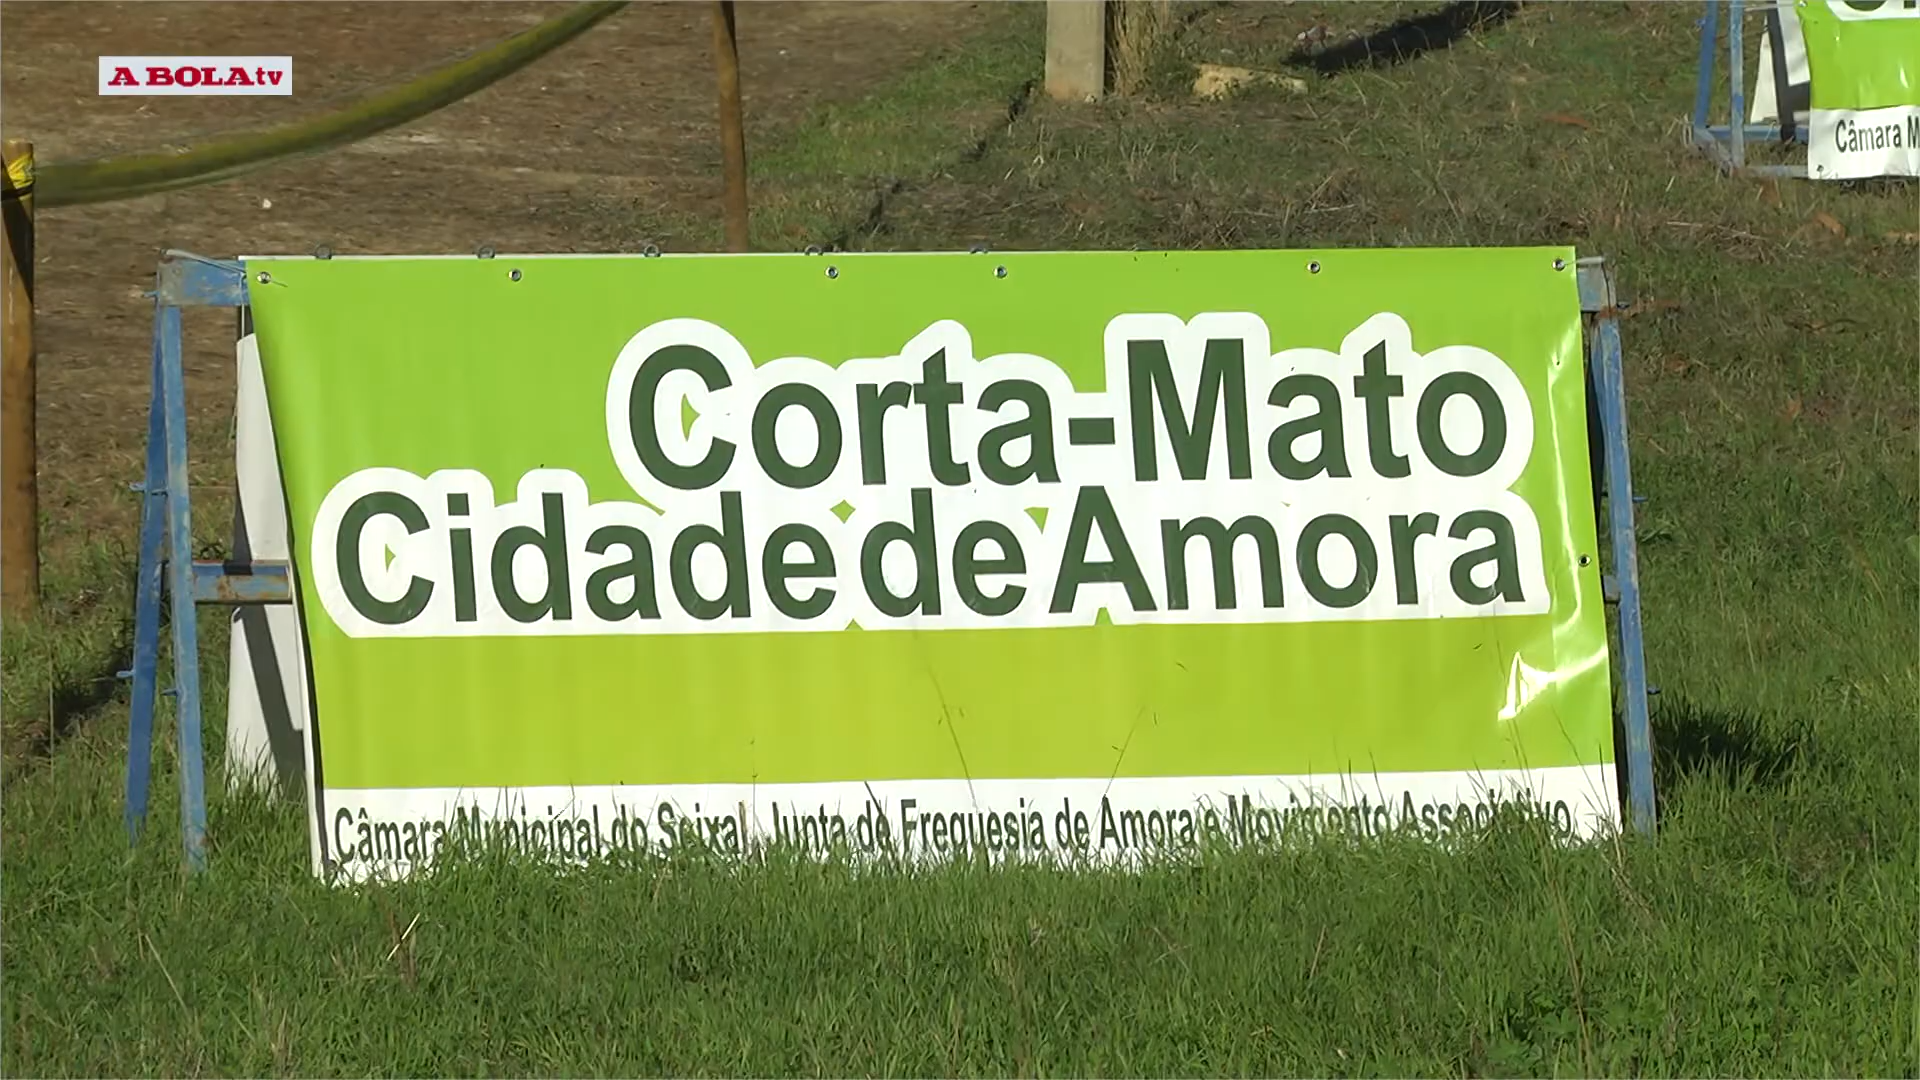 A BOLA tv
Câmara M
Corta-Mato
Cidade de Amora
Câmara Municipal do Seixal, Junta de Freguesia de Amora e Movimento Associativo